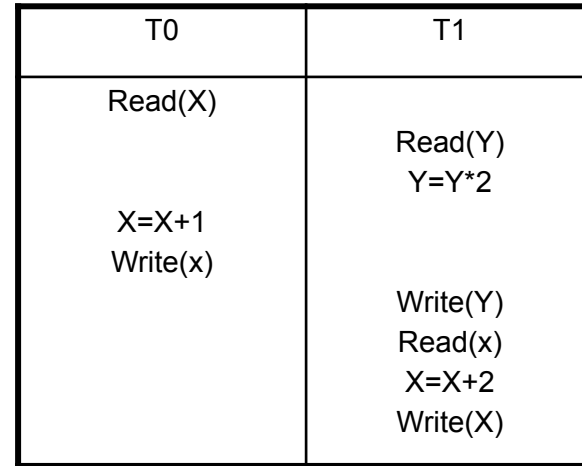 T0 T1
Read(X)
Read(Y)
Y=Y*2
X=X+1
Write(x)
Write(Y)
Read(x)
X=X+2
Write(X)